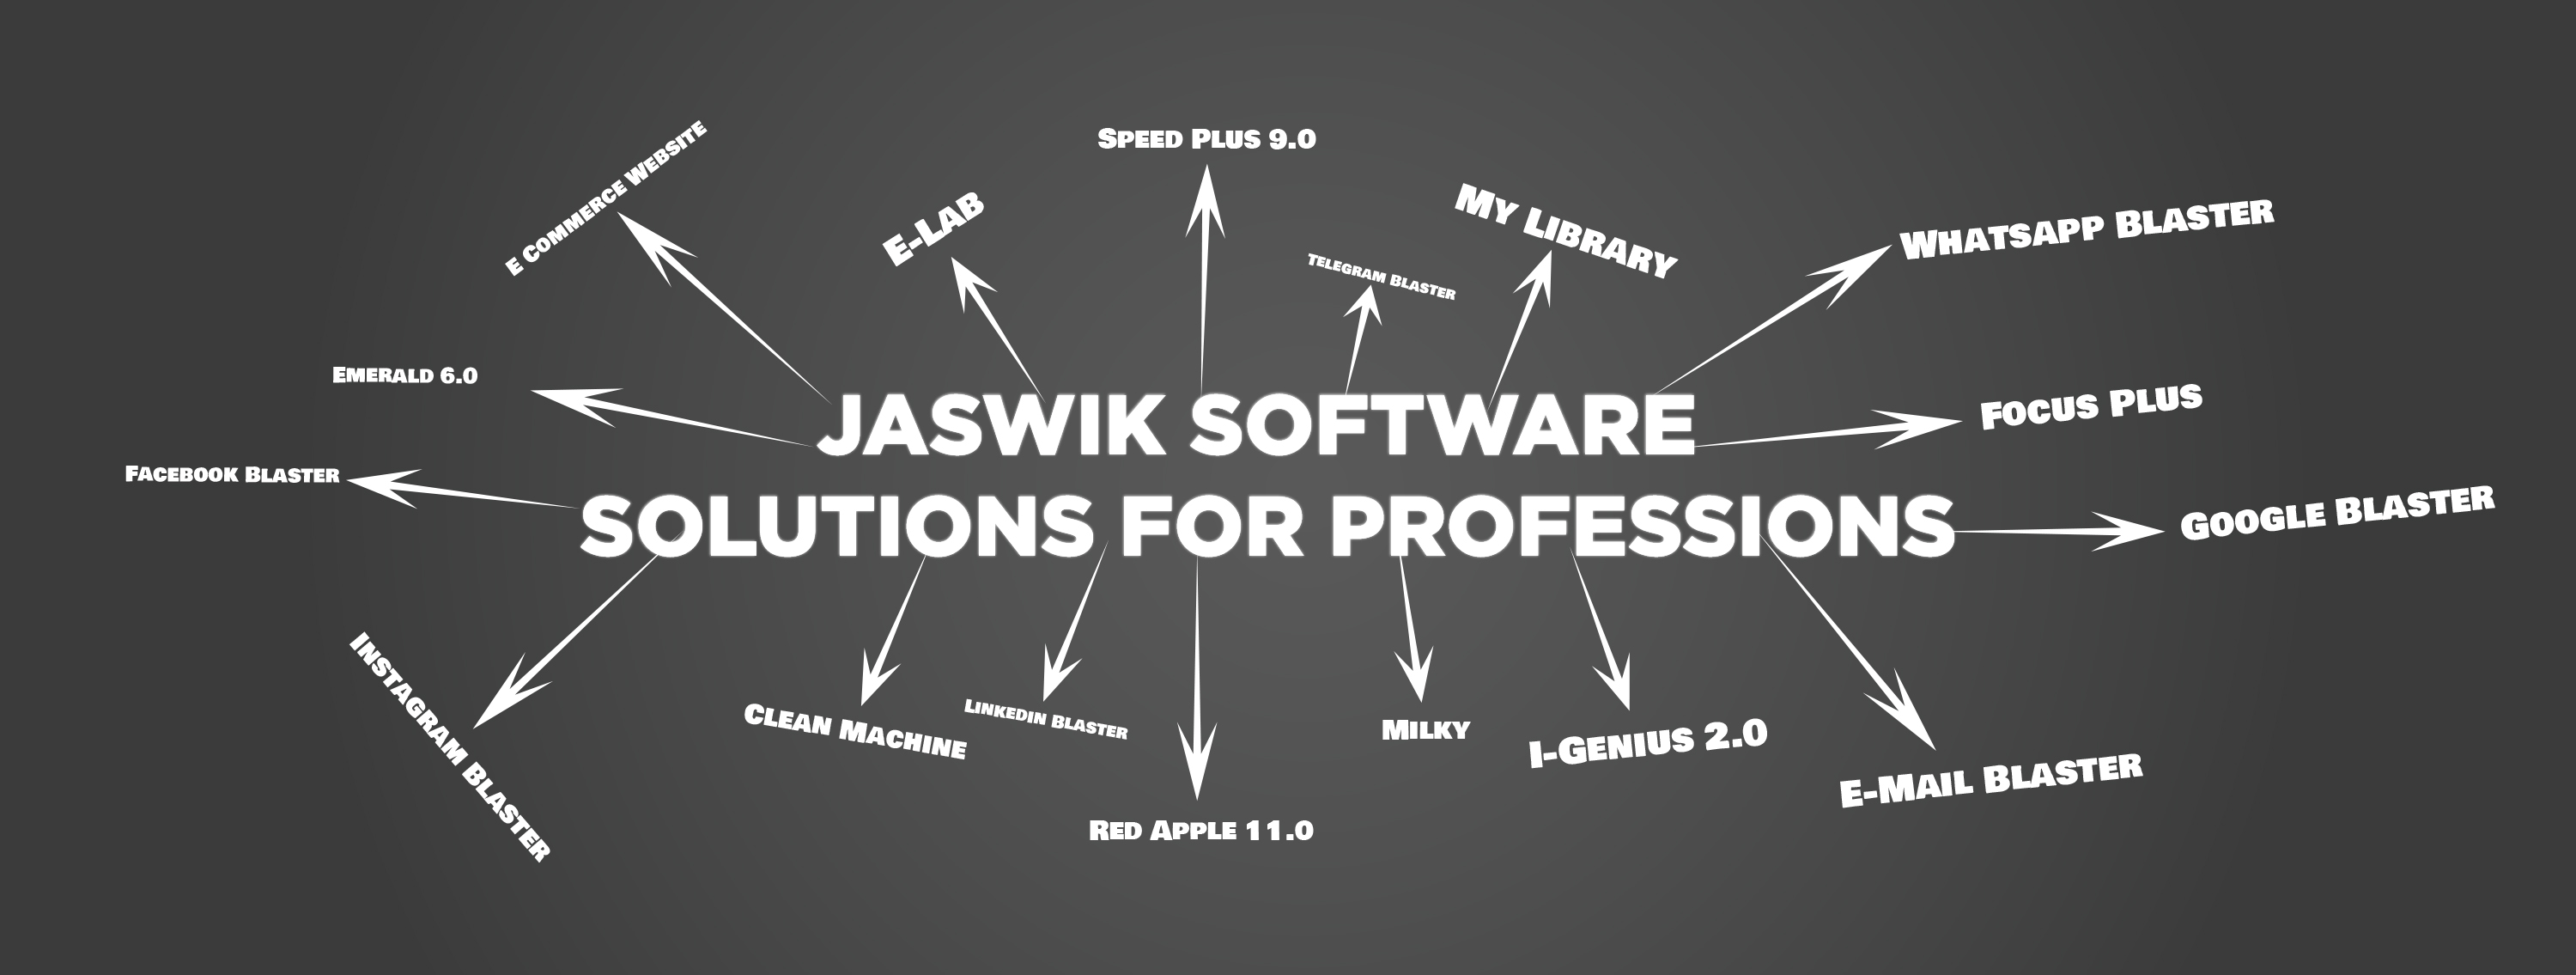 E Commerce Website
E-Lab
Speed Plus 9.0
Telegram Blaster
My Library
Whatsapp Blaster
Emerald 6.0
Focus Plus
JASWIK SOFTWARE
Facebook Blaster
SOLUTIONS FOR PROFESSIONS
Google Blaster
Instagram Blaster
Clean Machine
Linkedin Blaster
Milky
I-Genius 2.0
E-Mail Blaster
Red Apple 11.0